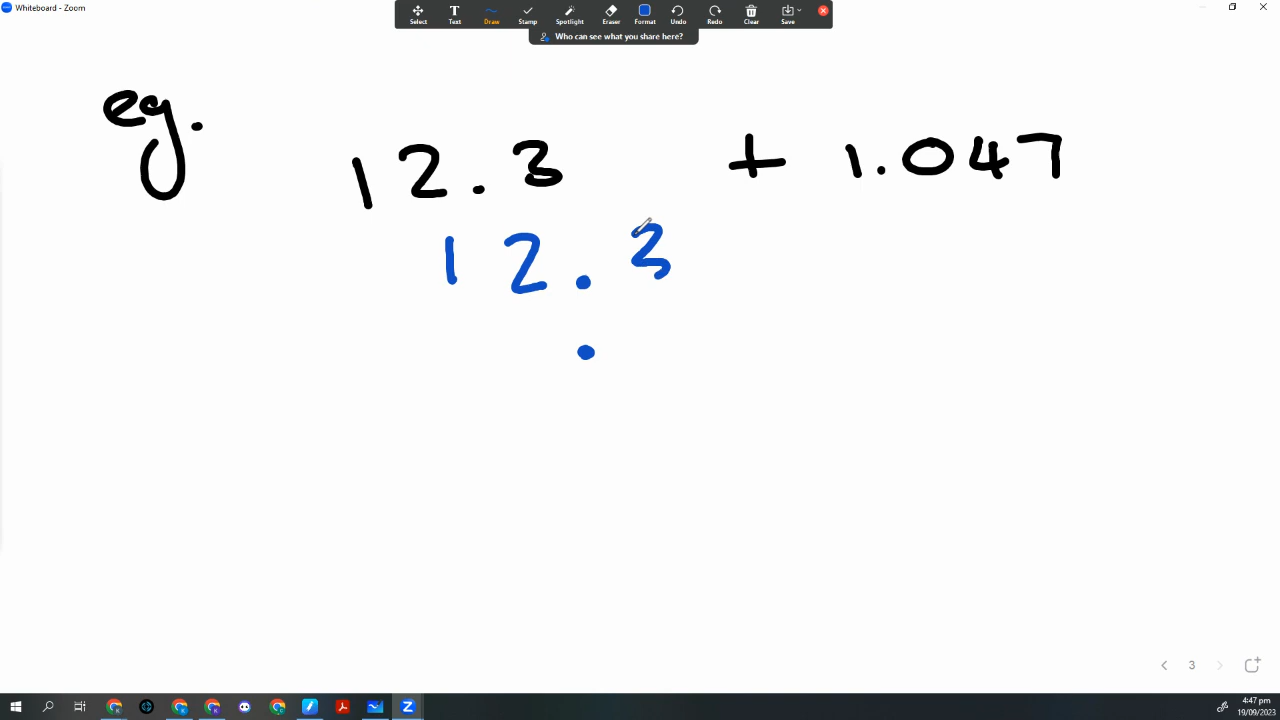 Whiteboard - Zoom
Select Text Draw Stamp Spotlight Eraser Format Undo Redo Clear Save
Who can see what you share here?
eg. 12.3 + 1.047
12.3
.
3
4:47 pm
19/09/2023